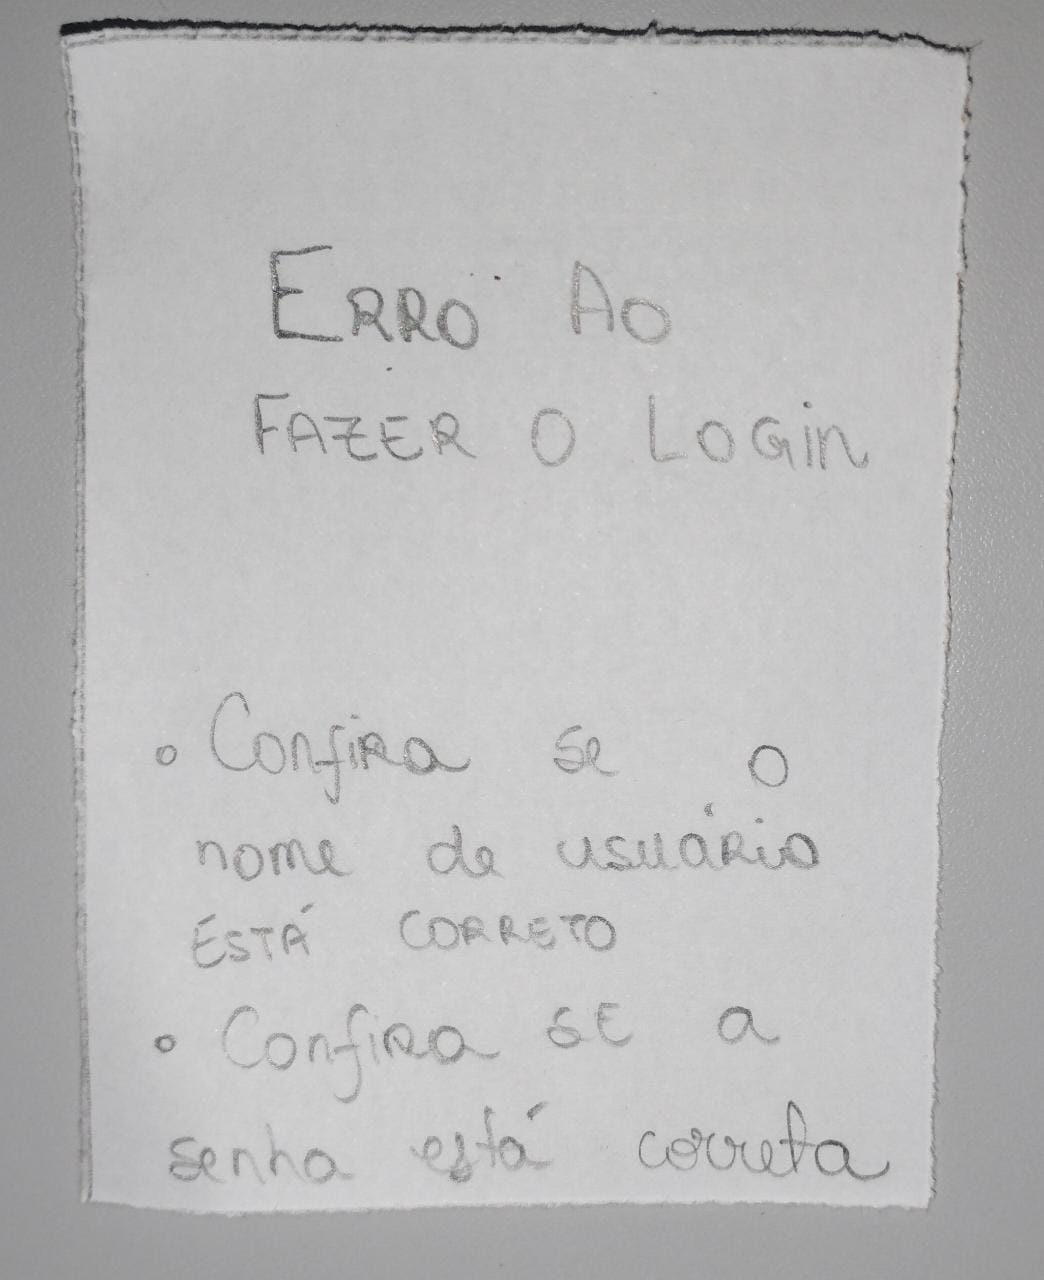 ERRO AO
FAZER O LOGin
• Confira se o
nome de usuário
ESTÁ CORRETO
• Confira SE a
senha está correta